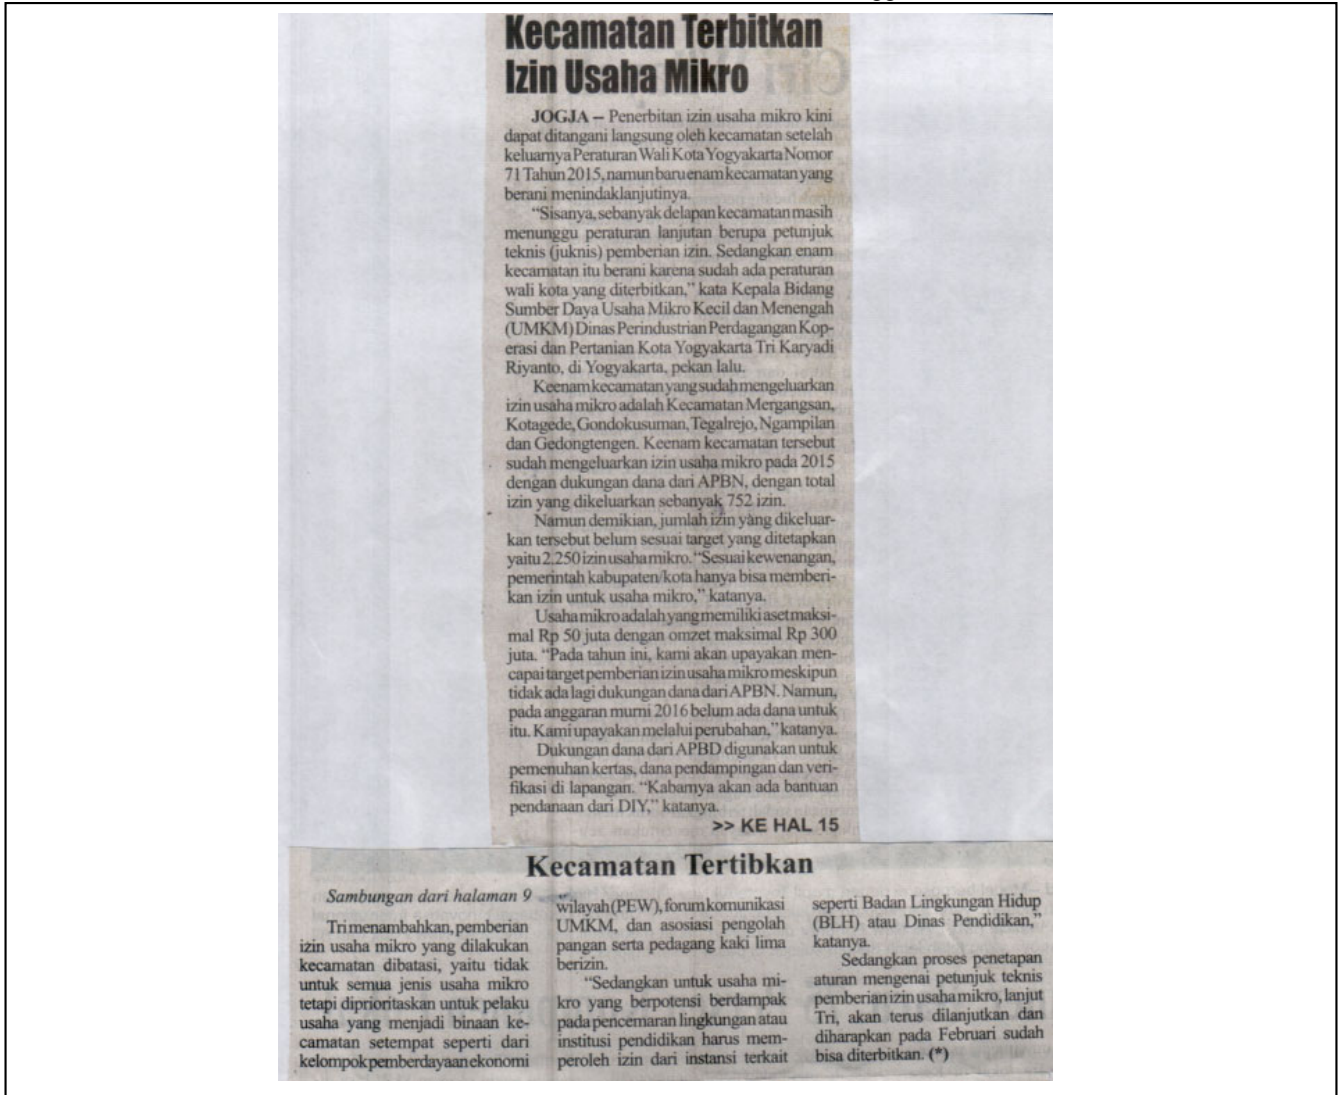 Kecamatan Terbitkan
Izin Usaha Mikro
JOGJA – Penerbitan izin usaha mikro kini
dapat ditangani langsung oleh kecamatan setelah
keluarnya Peraturan Wali Kota Yogyakarta Nomor
71 Tahun 2015, namun baru enam kecamatan yang
berani menindaklanjutinya.
"Sisanya, sebanyak delapan kecamatan masih
menunggu peraturan lanjutan berupa petunjuk
teknis (juknis) pemberian izin. Sedangkan enam
kecamatan itu berani karena sudah ada peraturan
wali kota yang diterbitkan," kata Kepala Bidang
Sumber Daya Usaha Mikro Kecil dan Menengah
(UMKM) Dinas Perindustrian Perdagangan Kop-
erasi dan Pertanian Kota Yogyakarta Tri Karyadi
Riyanto, di Yogyakarta, pekan lalu.
Keenam kecamatan yang sudah mengeluarkan
izin usaha mikro adalah Kecamatan Mergangsan,
Kotagede, Gondokusuman, Tegalrejo, Ngampilan
dan Gedongtengen. Keenam kecamatan tersebut
sudah mengeluarkan izin usaha mikro pada 2015
dengan dukungan dana dari APBN, dengan total
izin yang dikeluarkan sebanyak 752 izin.
Namun demikian, jumlah izin yang dikeluar-
kan tersebut belum sesuai target yang ditetapkan
yaitu 2.250 izin usaha mikro. "Sesuai kewenangan,
pemerintah kabupaten/kota hanya bisa memberi-
kan izin untuk usaha mikro," katanya.
Usaha mikro adalah yang memiliki aset maksi-
mal Rp 50 juta dengan omzet maksimal Rp 300
juta. "Pada tahun ini, kami akan upayakan men-
capai target pemberian izin usaha mikro meskipun
tidak ada lagi dukungan dana dari APBN. Namun,
pada anggaran murni 2016 belum ada dana untuk
itu. Kami upayakan melalui perubahan," katanya.
Dukungan dana dari APBD digunakan untuk
pemenuhan kertas, dana pendampingan dan veri-
fikasi di lapangan. "Kabarnya akan ada bantuan
pendanaan dari DIY," katanya.
>> KE HAL 15
Kecamatan Tertibkan
Sambungan dari halaman 9
Tri menambahkan, pemberian
izin usaha mikro yang dilakukan
kecamatan dibatasi, yaitu tidak
untuk semua jenis usaha mikro
tetapi diprioritaskan untuk pelaku
usaha yang menjadi binaan ke-
camatan setempat seperti dari
kelompok pemberdayaan ekonomi
wilayah (PEW), forum komunikasi
UMKM, dan asosiasi pengolah
pangan serta pedagang kaki lima
berizin.
"Sedangkan untuk usaha mi-
kro yang berpotensi berdampak
pada pencemaran lingkungan atau
institusi pendidikan harus mem-
peroleh izin dari instansi terkait
seperti Badan Lingkungan Hidup
(BLH) atau Dinas Pendidikan,"
katanya.
Sedangkan proses penetapan
aturan mengenai petunjuk teknis
pemberian izin usaha mikro, lanjut
Tri, akan terus dilanjutkan dan
diharapkan pada Februari sudah
bisa diterbitkan. (*)